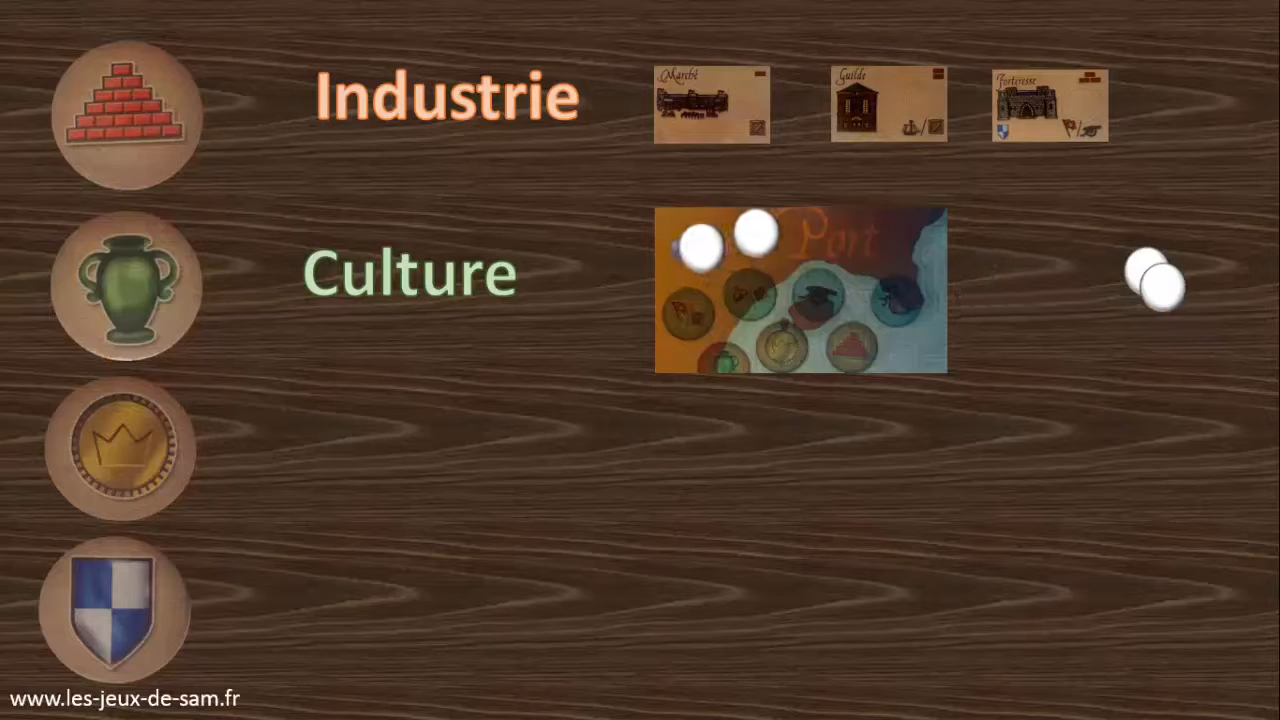 Industrie
Marché
Guilde
Forteresse
Culture
Port
www.les-jeux-de-sam.fr